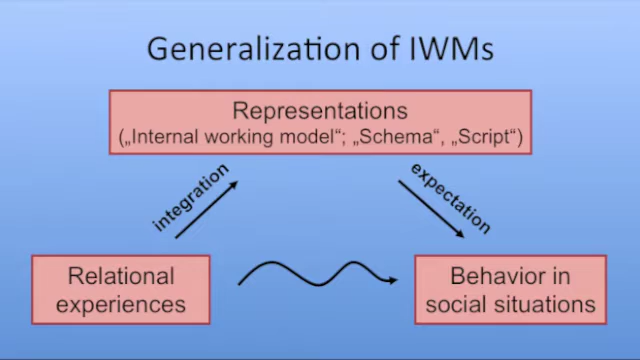 Generalization of IWMs
Representations
(„Internal working model“; „Schema“, „Script“)
integration
expectation
Relational
experiences
Behavior in
social situations